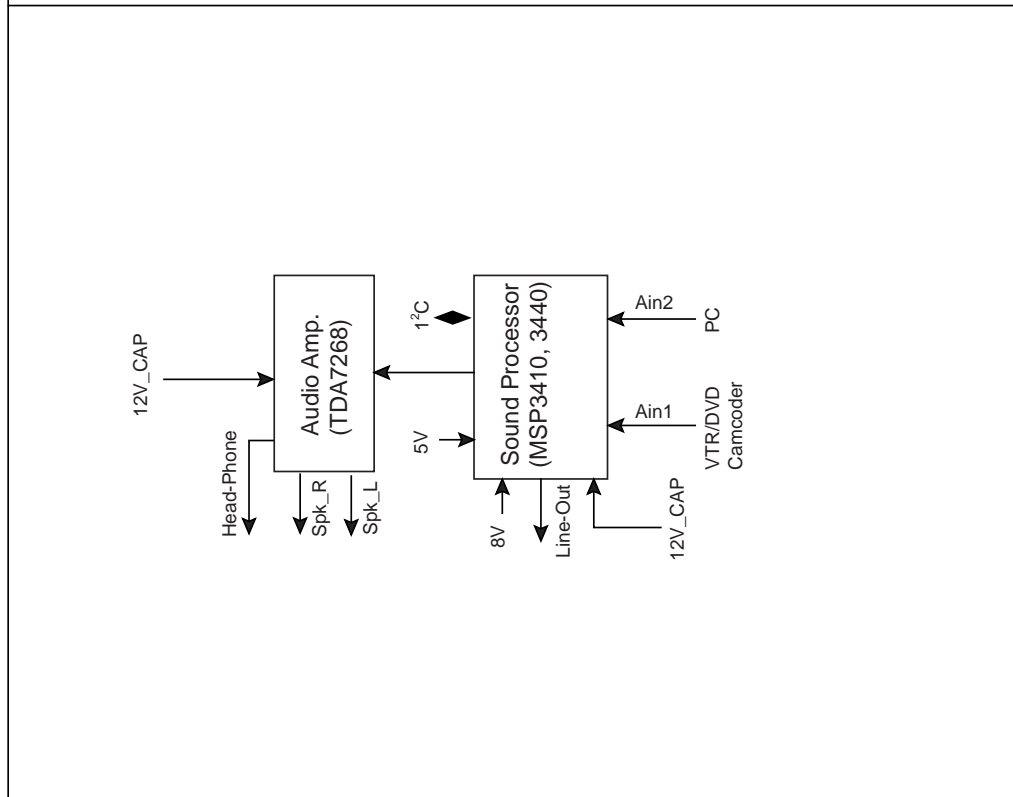 12V_CAP
Head-Phone
Audio Amp.
(TDA7268)
Spk_R
Spk_L
1²C
5V
Sound Processor
(MSP3410, 3440)
8V
Line-Out
12V_CAP
Ain2
PC
Ain1
VTR/DVD
Camcoder